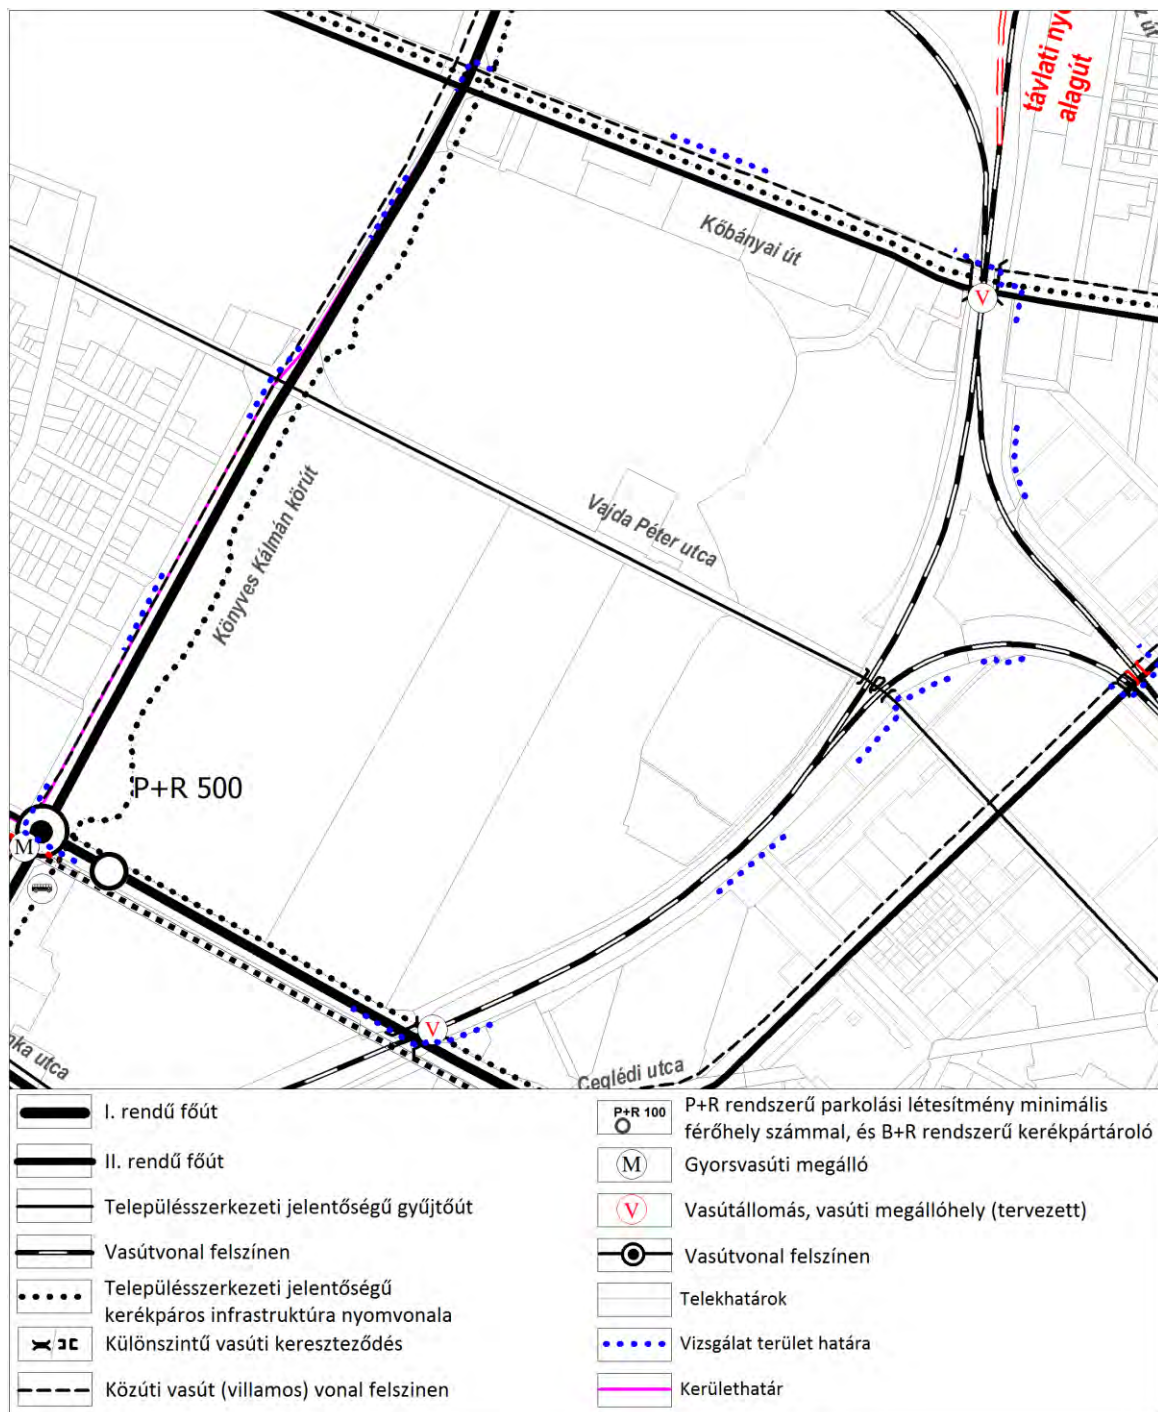 távlati
alagút
út
Kőbányai út
Vajda Péter utca
Könyves Kálmán körút
P+R 500
V
V
M
utca
Ceglédi utca
I. rendű főút
II. rendű főút
Településszerkezeti jelentőségű gyűjtőút
Vasútvonal felszínen
Településszerkezeti jelentőségű
kerékpáros infrastruktúra nyomvonala
Különszintű vasúti kereszteződés
Közúti vasút (villamos) vonal felszinen
P+R 100
P+R rendszerű parkolási létesítmény minimális
férőhely számmal, és B+R rendszerű kerékpártároló
M
Gyorsvasúti megálló
V
Vasútállomás, vasúti megállóhely (tervezett)
Vasútvonal felszínen
Telekhatárok
Vizsgálat terület határa
Kerülethatár